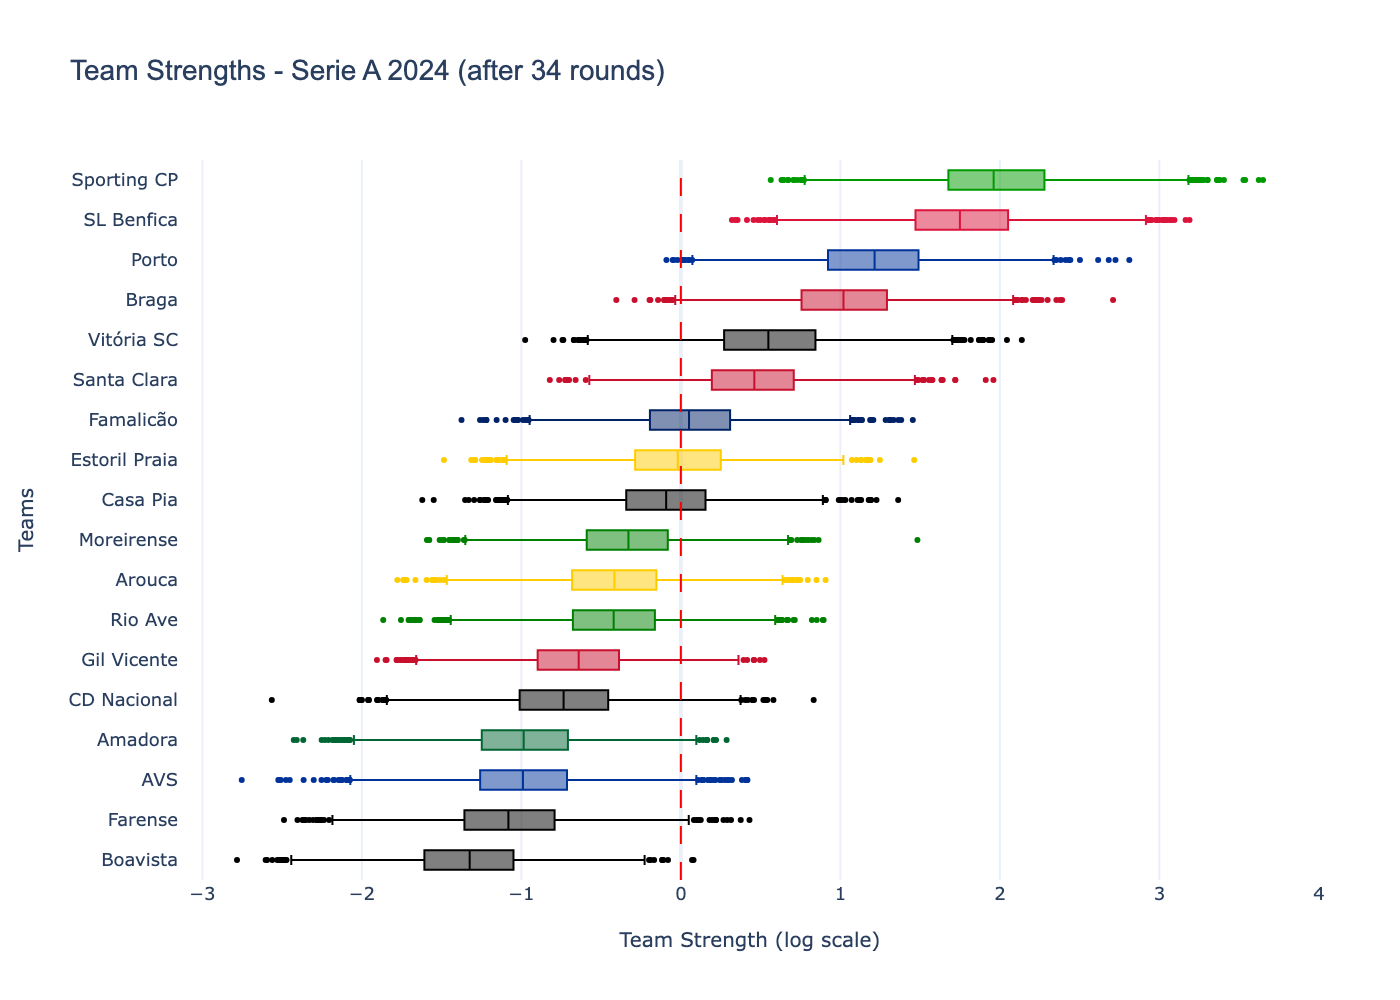 Team Strengths - Serie A 2024 (after 34 rounds)
Teams
Sporting CP
SL Benfica
Porto
Braga
Vitória SC
Santa Clara
Famalicão
Estoril Praia
Casa Pia
Moreirense
Arouca
Rio Ave
Gil Vicente
CD Nacional
Amadora
AVS
Farense
Boavista
−3 −2 −1 0 1 2 3 4
Team Strength (log scale)